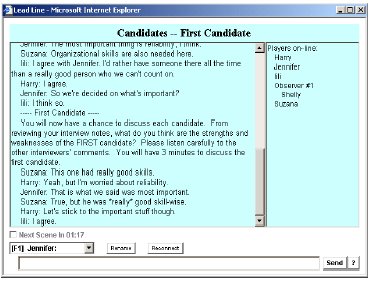 Lead Line - Microsoft Internet Explorer
Candidates -- First Candidate
Jennifer: The most important thing is reliability, I think.
Suzana: Organizational skills are also needed here.
lili: I agree with Jennifer. I'd rather have someone there all the time
than a really good person who we can't count on.
Harry: I agree.
Jennifer: So we're decided on what's important?
lili: I think so.
----- First Candidate -----
You will now have a chance to discuss each candidate. From
reviewing your interview notes, what do you think are the strengths and
weaknesses of the FIRST candidate? Please listen carefully to the
other interviewers' comments. You will have 3 minutes to discuss the
first candidate.
Suzana: This one had really good skills.
Harry: Yeah, but I'm worried about reliability.
Jennifer: That is what we said was most important.
Suzana: True, but he was *really* good skill-wise.
Harry: Let's stick to the important stuff though.
lili: I agree.
Players on-line:
Harry
Jennifer
lili
Observer #1
Shelly
Suzana
Next Scene in 01:17
[F1] Jennifer:
Rename
Reconnect
Send
?